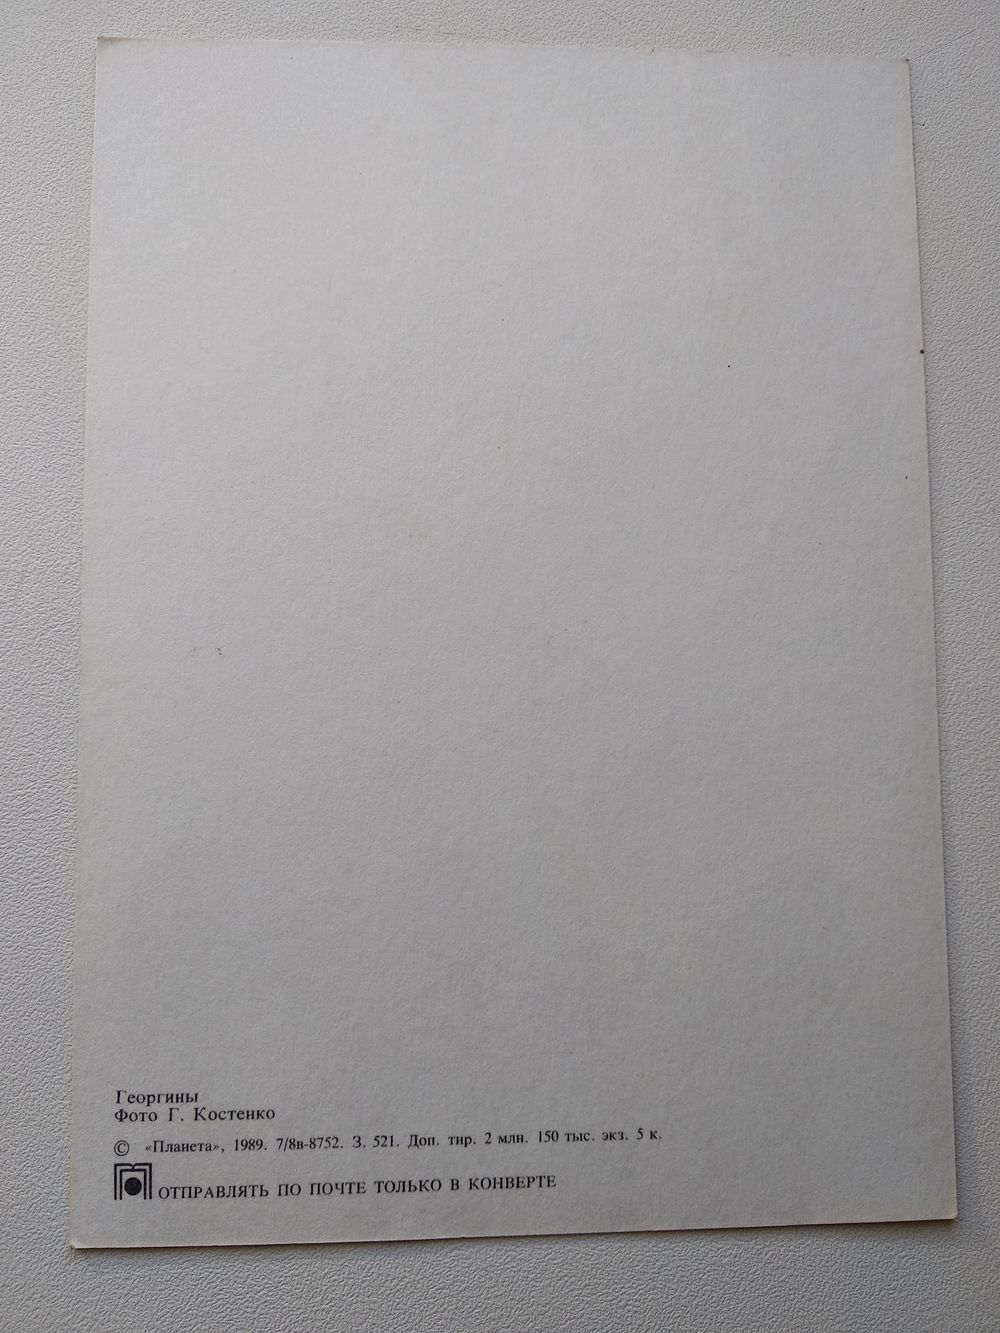 Георгины
Фото Г. Костенко
© «Планета», 1989. 7/8в-8752. З. 521. Доп. тир. 2 млн. 150 тыс. экз. 5 к.
ОТПРАВЛЯТЬ ПО ПОЧТЕ ТОЛЬКО В КОНВЕРТЕ